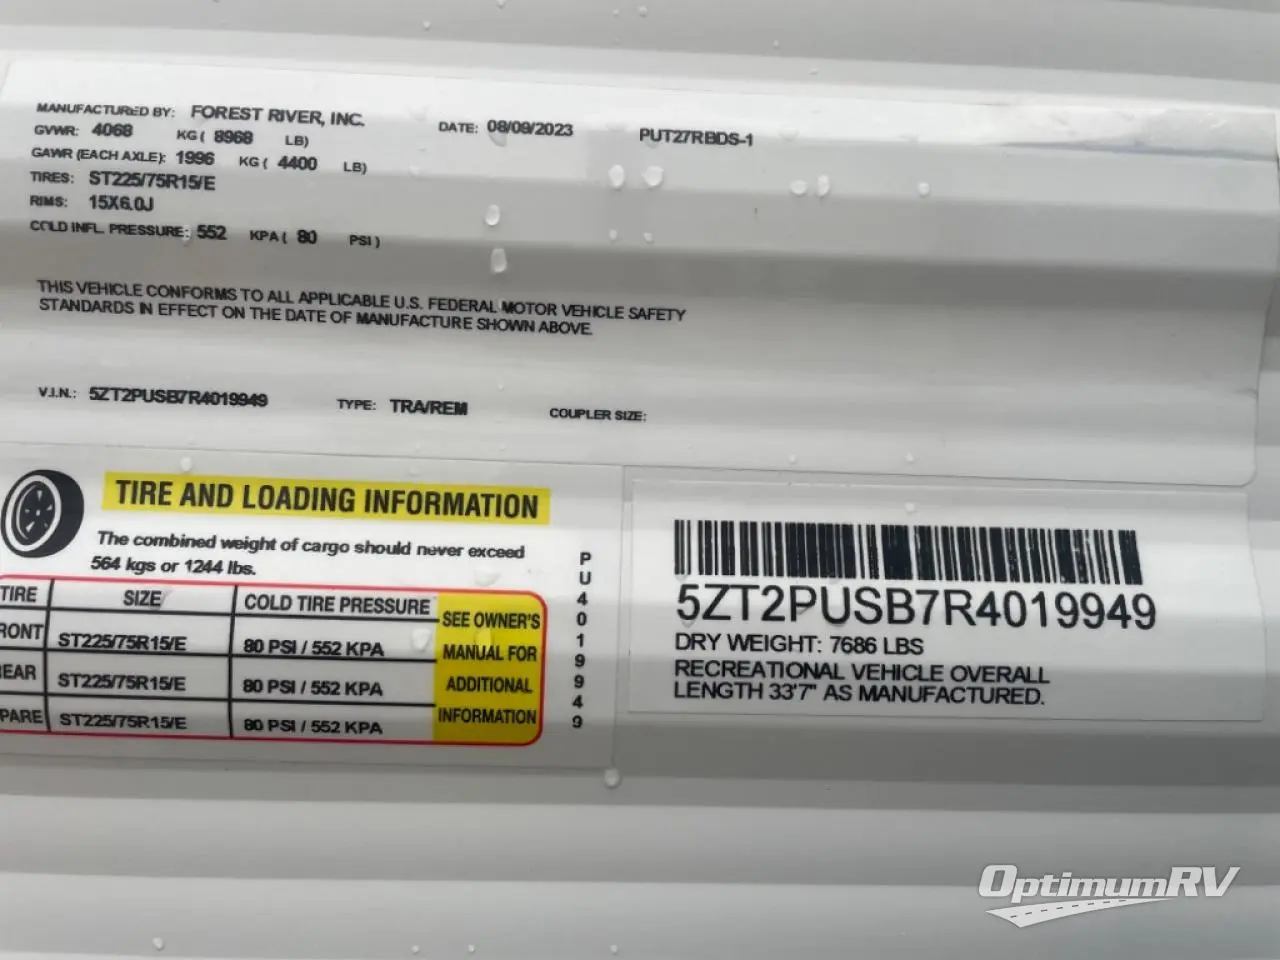 MANUFACTURED BY: FOREST RIVER, INC.
GVWR: 4068 KG ( 8968 LB)
DATE: 08/09/2023 PUT27RBDS-1
GAWR (EACH AXLE): 1996 KG ( 4400 LB)
TIRES: ST225/75R15/E
RIMS: 15X6.0J
COLD INFL. PRESSURE: 552 KPA ( 80 PSI )
THIS VEHICLE CONFORMS TO ALL APPLICABLE U.S. FEDERAL MOTOR VEHICLE SAFETY
STANDARDS IN EFFECT ON THE DATE OF MANUFACTURE SHOWN ABOVE.
V.I.N.: 5ZT2PUSB7R4019949 TYPE: TRA/REM COUPLER SIZE:
TIRE AND LOADING INFORMATION
The combined weight of cargo should never exceed
564 kgs or 1244 lbs.
TIRE SIZE COLD TIRE PRESSURE
RONT ST225/75R15/E 80 PSI / 552 KPA
EAR ST225/75R15/E 80 PSI / 552 KPA
PARE ST225/75R15/E 80 PSI / 552 KPA
SEE OWNER'S
MANUAL FOR
ADDITIONAL
INFORMATION
PU4019949
5ZT2PUSB7R4019949
DRY WEIGHT: 7686 LBS
RECREATIONAL VEHICLE OVERALL
LENGTH 33'7" AS MANUFACTURED.
OptimumRV